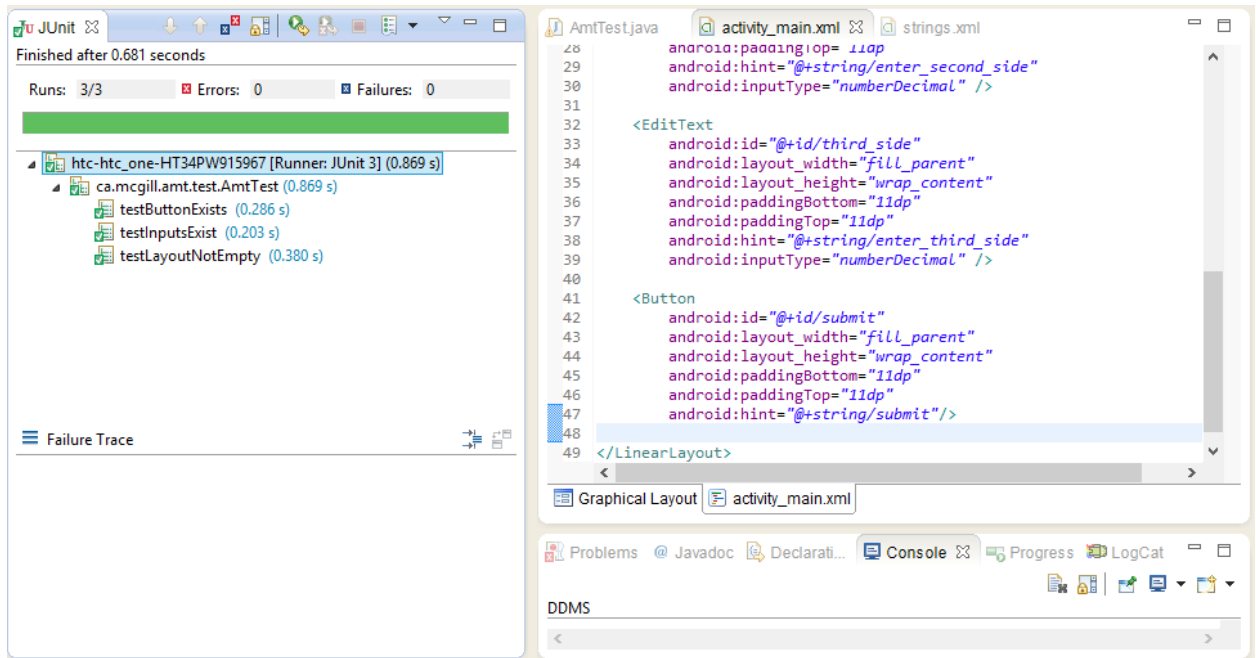 JUnit
Finished after 0.681 seconds
Runs: 3/3 Errors: 0 Failures: 0
htc-htc_one-HT34PW915967 [Runner: JUnit 3] (0.869 s)
ca.mcgill.amt.test.AmtTest (0.869 s)
testButtonExists (0.286 s)
testInputsExist (0.203 s)
testLayoutNotEmpty (0.380 s)
Failure Trace
AmtTest.java activity_main.xml strings.xml
28 android:paddingTop="11dp
29 android:hint="@+string/enter_second_side"
30 android:inputType="numberDecimal" />
31
32 <EditText
33 android:id="@+id/third_side"
34 android:layout_width="fill_parent"
35 android:layout_height="wrap_content"
36 android:paddingBottom="11dp"
37 android:paddingTop="11dp"
38 android:hint="@+string/enter_third_side"
39 android:inputType="numberDecimal" />
40
41 <Button
42 android:id="@+id/submit"
43 android:layout_width="fill_parent"
44 android:layout_height="wrap_content"
45 android:paddingBottom="11dp"
46 android:paddingTop="11dp"
47 android:hint="@+string/submit"/>
48
49 </LinearLayout>
Graphical Layout activity_main.xml
Problems @ Javadoc Declarati... Console Progress LogCat
DDMS